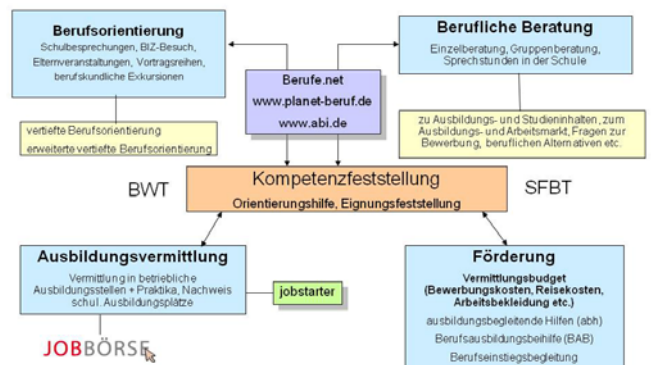 Berufsorientierung
Schulbesprechungen, BIZ-Besuch,
Elternveranstaltungen, Vortragsreihen,
berufskundliche Exkursionen
vertiefte Berufsorientierung
erweiterte vertiefte Berufsorientierung
Berufe.net
www.planet-beruf.de
www.abi.de
Berufliche Beratung
Einzelberatung, Gruppenberatung,
Sprechstunden in der Schule
zu Ausbildungs- und Studieninhalten, zum
Ausbildungs- und Arbeitsmarkt, Fragen zur
Bewerbung, beruflichen Alternativen etc.
BWT
Kompetenzfeststellung
Orientierungshilfe, Eignungsfeststellung
SFBT
Ausbildungsvermittlung
Vermittlung in betriebliche
Ausbildungsstellen + Praktika, Nachweis
schul. Ausbildungsplätze
jobstarter
JOBBÖRSE
Förderung
Vermittlungsbudget
(Bewerbungskosten, Reisekosten,
Arbeitsbekleidung etc.)
ausbildungsbegleitende Hilfen (abh)
Berufsausbildungsbeihilfe (BAB)
Berufseinstiegsbegleitung